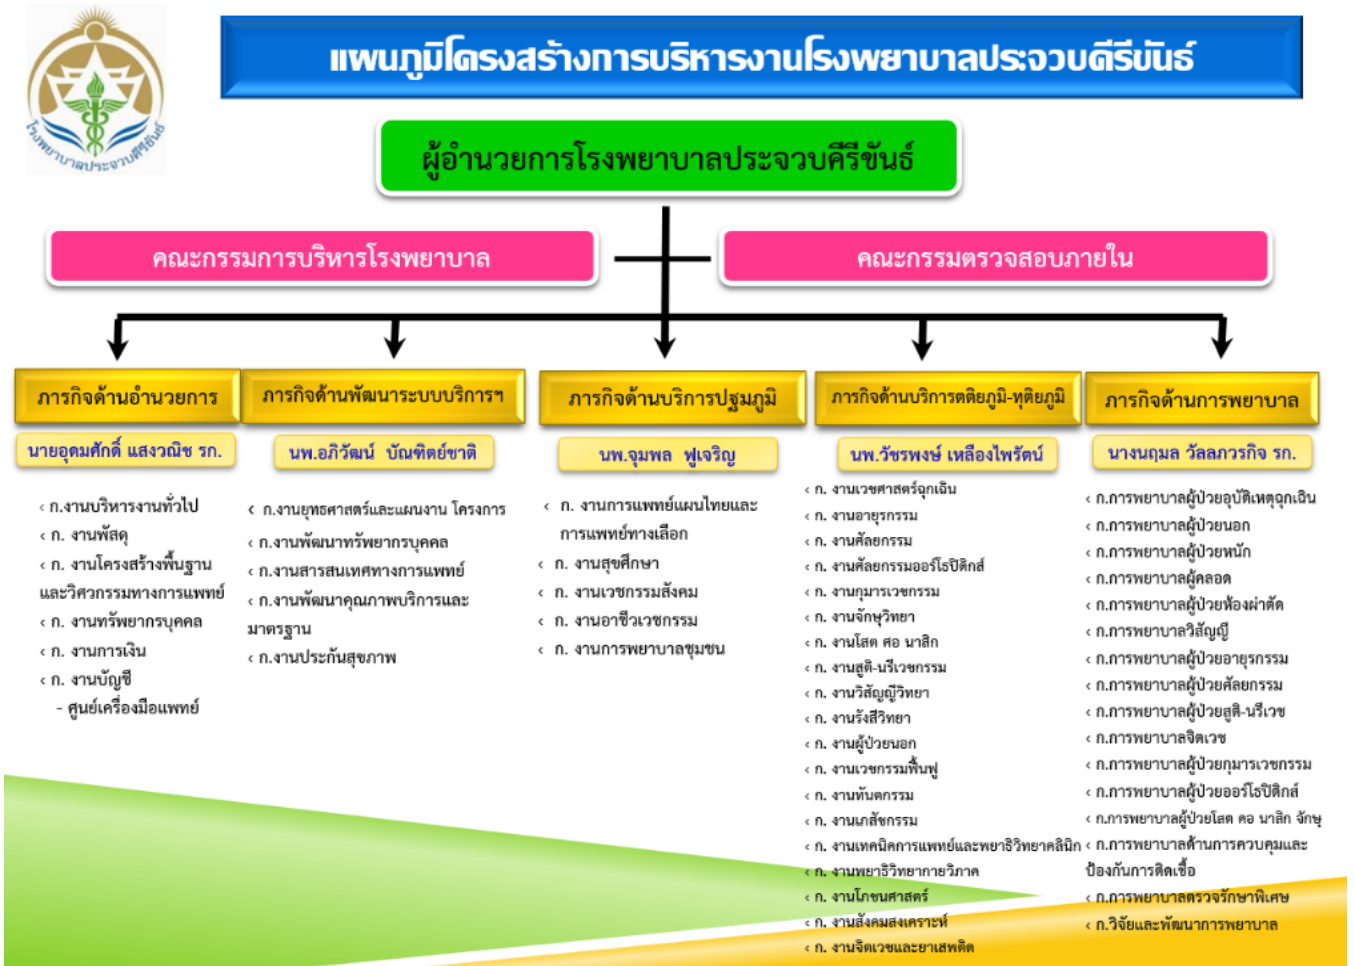 แผนภูมิโครงสร้างการบริหารงานโรงพยาบาลประจวบคีรีขันธ์
โรงพยาบาลประจวบคีรีขันธ์
ผู้อำนวยการโรงพยาบาลประจวบคีรีขันธ์
คณะกรรมการบริหารโรงพยาบาล
คณะกรรมตรวจสอบภายใน
ภารกิจด้านอำนวยการ
นายอุดมศักดิ์ แสงวณิช รก.
‹ ก.งานบริหารงานทั่วไป
‹ ก. งานพัสดุ
‹ ก. งานโครงสร้างพื้นฐาน
และวิศวกรรมทางการแพทย์
‹ ก. งานทรัพยากรบุคคล
‹ ก. งานการเงิน
‹ ก. งานบัญชี
- ศูนย์เครื่องมือแพทย์
ภารกิจด้านพัฒนาระบบบริการฯ
นพ.อภิวัฒน์ บัณฑิตย์ชาติ
‹ ก.งานยุทธศาสตร์และแผนงาน โครงการ
‹ ก.งานพัฒนาทรัพยากรบุคคล
‹ ก.งานสารสนเทศทางการแพทย์
‹ ก.งานพัฒนาคุณภาพบริการและ
มาตรฐาน
‹ ก.งานประกันสุขภาพ
ภารกิจด้านบริการปฐมภูมิ
นพ.จุมพล ฟูเจริญ
‹ ก. งานการแพทย์แผนไทยและ
การแพทย์ทางเลือก
‹ ก. งานสุขศึกษา
‹ ก. งานเวชกรรมสังคม
‹ ก. งานอาชีวเวชกรรม
‹ ก. งานการพยาบาลชุมชน
ภารกิจด้านบริการตติยภูมิ-ทุติยภูมิ
นพ.วัชรพงษ์ เหลืองไพรัตน์
‹ ก. งานเวชศาสตร์ฉุกเฉิน
‹ ก. งานอายุรกรรม
‹ ก. งานศัลยกรรม
‹ ก. งานศัลยกรรมออร์โธปิดิกส์
‹ ก. งานกุมารเวชกรรม
‹ ก. งานจักษุวิทยา
‹ ก. งานโสต ศอ นาสิก
‹ ก. งานสูติ-นรีเวชกรรม
‹ ก. งานวิสัญญีวิทยา
‹ ก. งานรังสีวิทยา
‹ ก. งานผู้ป่วยนอก
‹ ก. งานเวชกรรมฟื้นฟู
‹ ก. งานทันตกรรม
‹ ก. งานเภสัชกรรม
‹ ก. งานเทคนิคการแพทย์และพยาธิวิทยาคลินิก
‹ ก. งานพยาธิวิทยากายวิภาค
‹ ก. งานโภชนศาสตร์
‹ ก. งานสังคมสงเคราะห์
‹ ก. งานจิตเวชและยาเสพติด
ภารกิจด้านการพยาบาล
นางนฤมล วัลลภวรกิจ รก.
‹ ก.การพยาบาลผู้ป่วยอุบัติเหตุฉุกเฉิน
‹ ก.การพยาบาลผู้ป่วยนอก
‹ ก.การพยาบาลผู้ป่วยหนัก
‹ ก.การพยาบาลผู้คลอด
‹ ก.การพยาบาลผู้ป่วยห้องผ่าตัด
‹ ก.การพยาบาลวิสัญญี
‹ ก.การพยาบาลผู้ป่วยอายุรกรรม
‹ ก.การพยาบาลผู้ป่วยศัลยกรรม
‹ ก.การพยาบาลผู้ป่วยสูติ-นรีเวช
‹ ก.การพยาบาลจิตเวช
‹ ก.การพยาบาลผู้ป่วยกุมารเวชกรรม
‹ ก.การพยาบาลผู้ป่วยออร์โธปิดิกส์
‹ ก.การพยาบาลผู้ป่วยโสต ศอ นาสิก จักษุ
‹ ก.การพยาบาลด้านการควบคุมและ
ป้องกันการติดเชื้อ
‹ ก.การพยาบาลตรวจรักษาพิเศษ
‹ ก.วิจัยและพัฒนาการพยาบาล